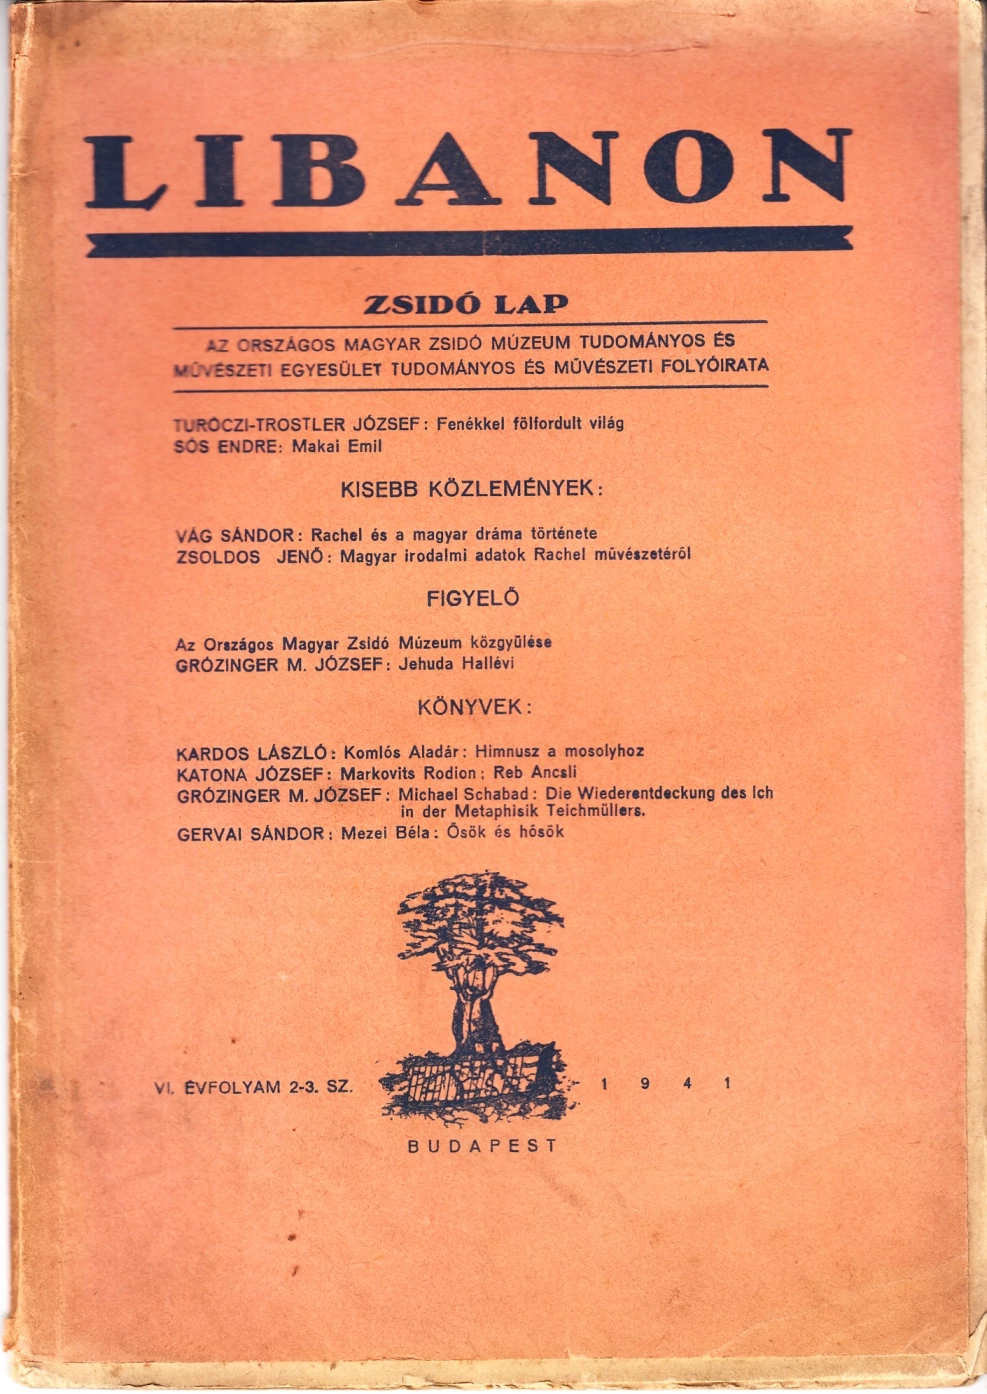 LIBANON
ZSIDÓ LAP
AZ ORSZÁGOS MAGYAR ZSIDÓ MÚZEUM TUDOMÁNYOS ÉS
MŰVÉSZETI EGYESÜLET TUDOMÁNYOS ÉS MŰVÉSZETI FOLYÓIRATA
TURÓCZI-TROSTLER JÓZSEF: Fenékkel fölfordult világ
SÓS ENDRE: Makai Emil
KISEBB KÖZLEMÉNYEK:
VÁG SÁNDOR: Rachel és a magyar dráma története
ZSOLDOS JENŐ: Magyar irodalmi adatok Rachel művészetéről
FIGYELŐ
Az Országos Magyar Zsidó Múzeum közgyűlése
GRÓZINGER M. JÓZSEF: Jehuda Hallévi
KÖNYVEK:
KARDOS LÁSZLÓ: Komlós Aladár: Himnusz a mosolyhoz
KATONA JÓZSEF: Markovits Rodion: Reb Ancsli
GRÓZINGER M. JÓZSEF: Michael Schabad: Die Wiederentdeckung des Ich
in der Metaphisik Teichmüllers.
GERVAI SÁNDOR: Mezei Béla: Ősök és hősök
VI. ÉVFOLYAM 2-3. SZ.
1941
BUDAPEST